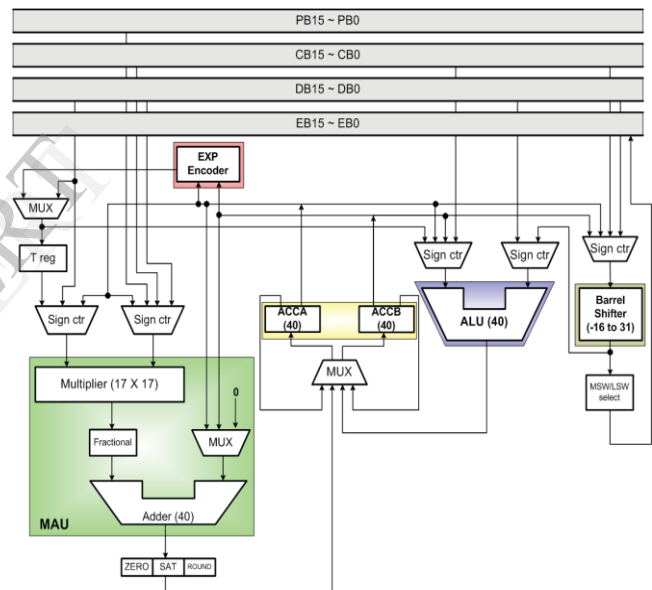 PB15 ~ PB0
CB15 ~ CB0
DB15 ~ DB0
EB15 ~ EB0
EXP
Encoder
MUX
T reg
Sign ctr
Sign ctr
Sign ctr
Sign ctr
Sign ctr
ACCA
(40)
ACCB
(40)
ALU (40)
Barrel
Shifter
(-16 to 31)
MUX
MSW/LSW
select
Multiplier (17 X 17)
0
Fractional
MUX
Adder (40)
MAU
ZERO
SAT
ROUND
ERT